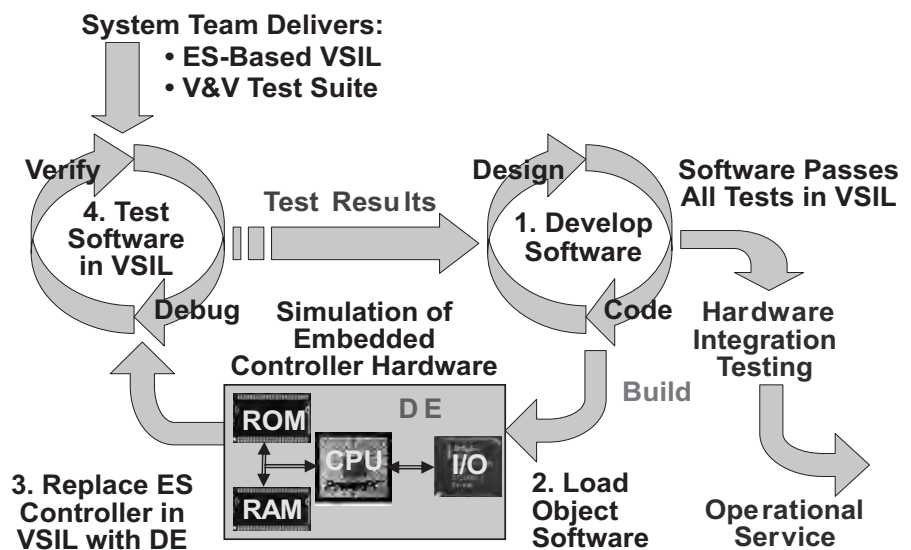 System Team Delivers:
• ES-Based VSIL
• V&V Test Suite
Verify
4. Test
Software
in VSIL
Debug
Test Results
Design
1. Develop
Software
Code
Software Passes
All Tests in VSIL
Hardware
Integration
Testing
Operational
Service
Build
2. Load
Object
Software
Simulation of
Embedded
Controller Hardware
DE
ROM
CPU
I/O
RAM
3. Replace ES
Controller in
VSIL with DE